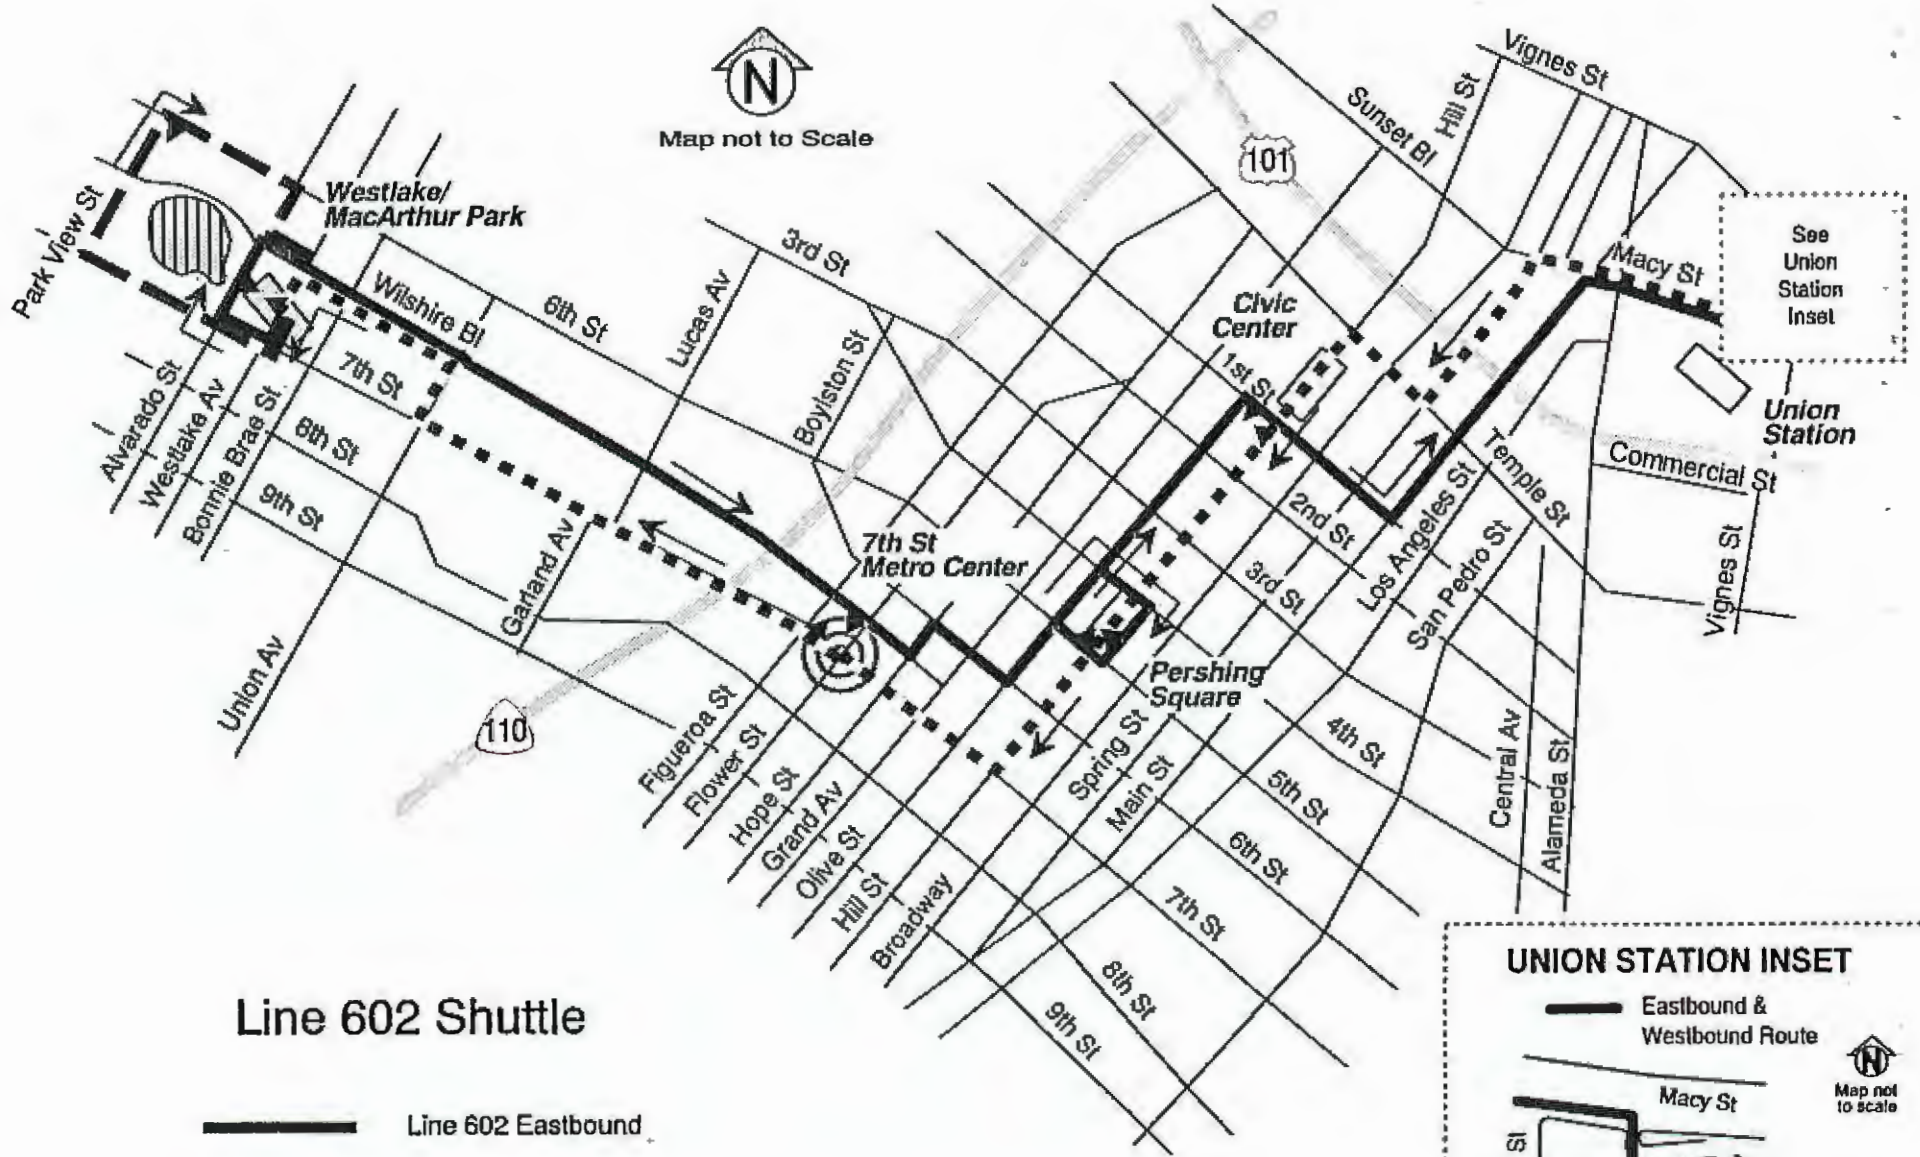 N
Map not to Scale
Vignes St
Hill St
Sunset Bl
101
Westlake/
MacArthur Park
Park View St
3rd St
Macy St
See
Union
Station
Inset
Wilshire Bl
6th St
Lucas Av
Civic
Center
Boylston St
1st St
7th St
Union
Station
Alvarado St
Westlake Av
Bonnie Brae St
8th St
9th St
Temple St
Commercial St
2nd St
Los Angeles St
San Pedro St
Garland Av
7th St
Metro Center
3rd St
Vignes St
Union Av
Pershing
Square
110
Figueroa St
Flower St
Hope St
Grand Av
Olive St
Hill St
Broadway
Spring St
Main St
4th St
5th St
6th St
7th St
8th St
9th St
Central Av
Alameda St
Line 602 Shuttle
Line 602 Eastbound
UNION STATION INSET
Eastbound &
Westbound Route
N
Map not
to scale
Macy St
St